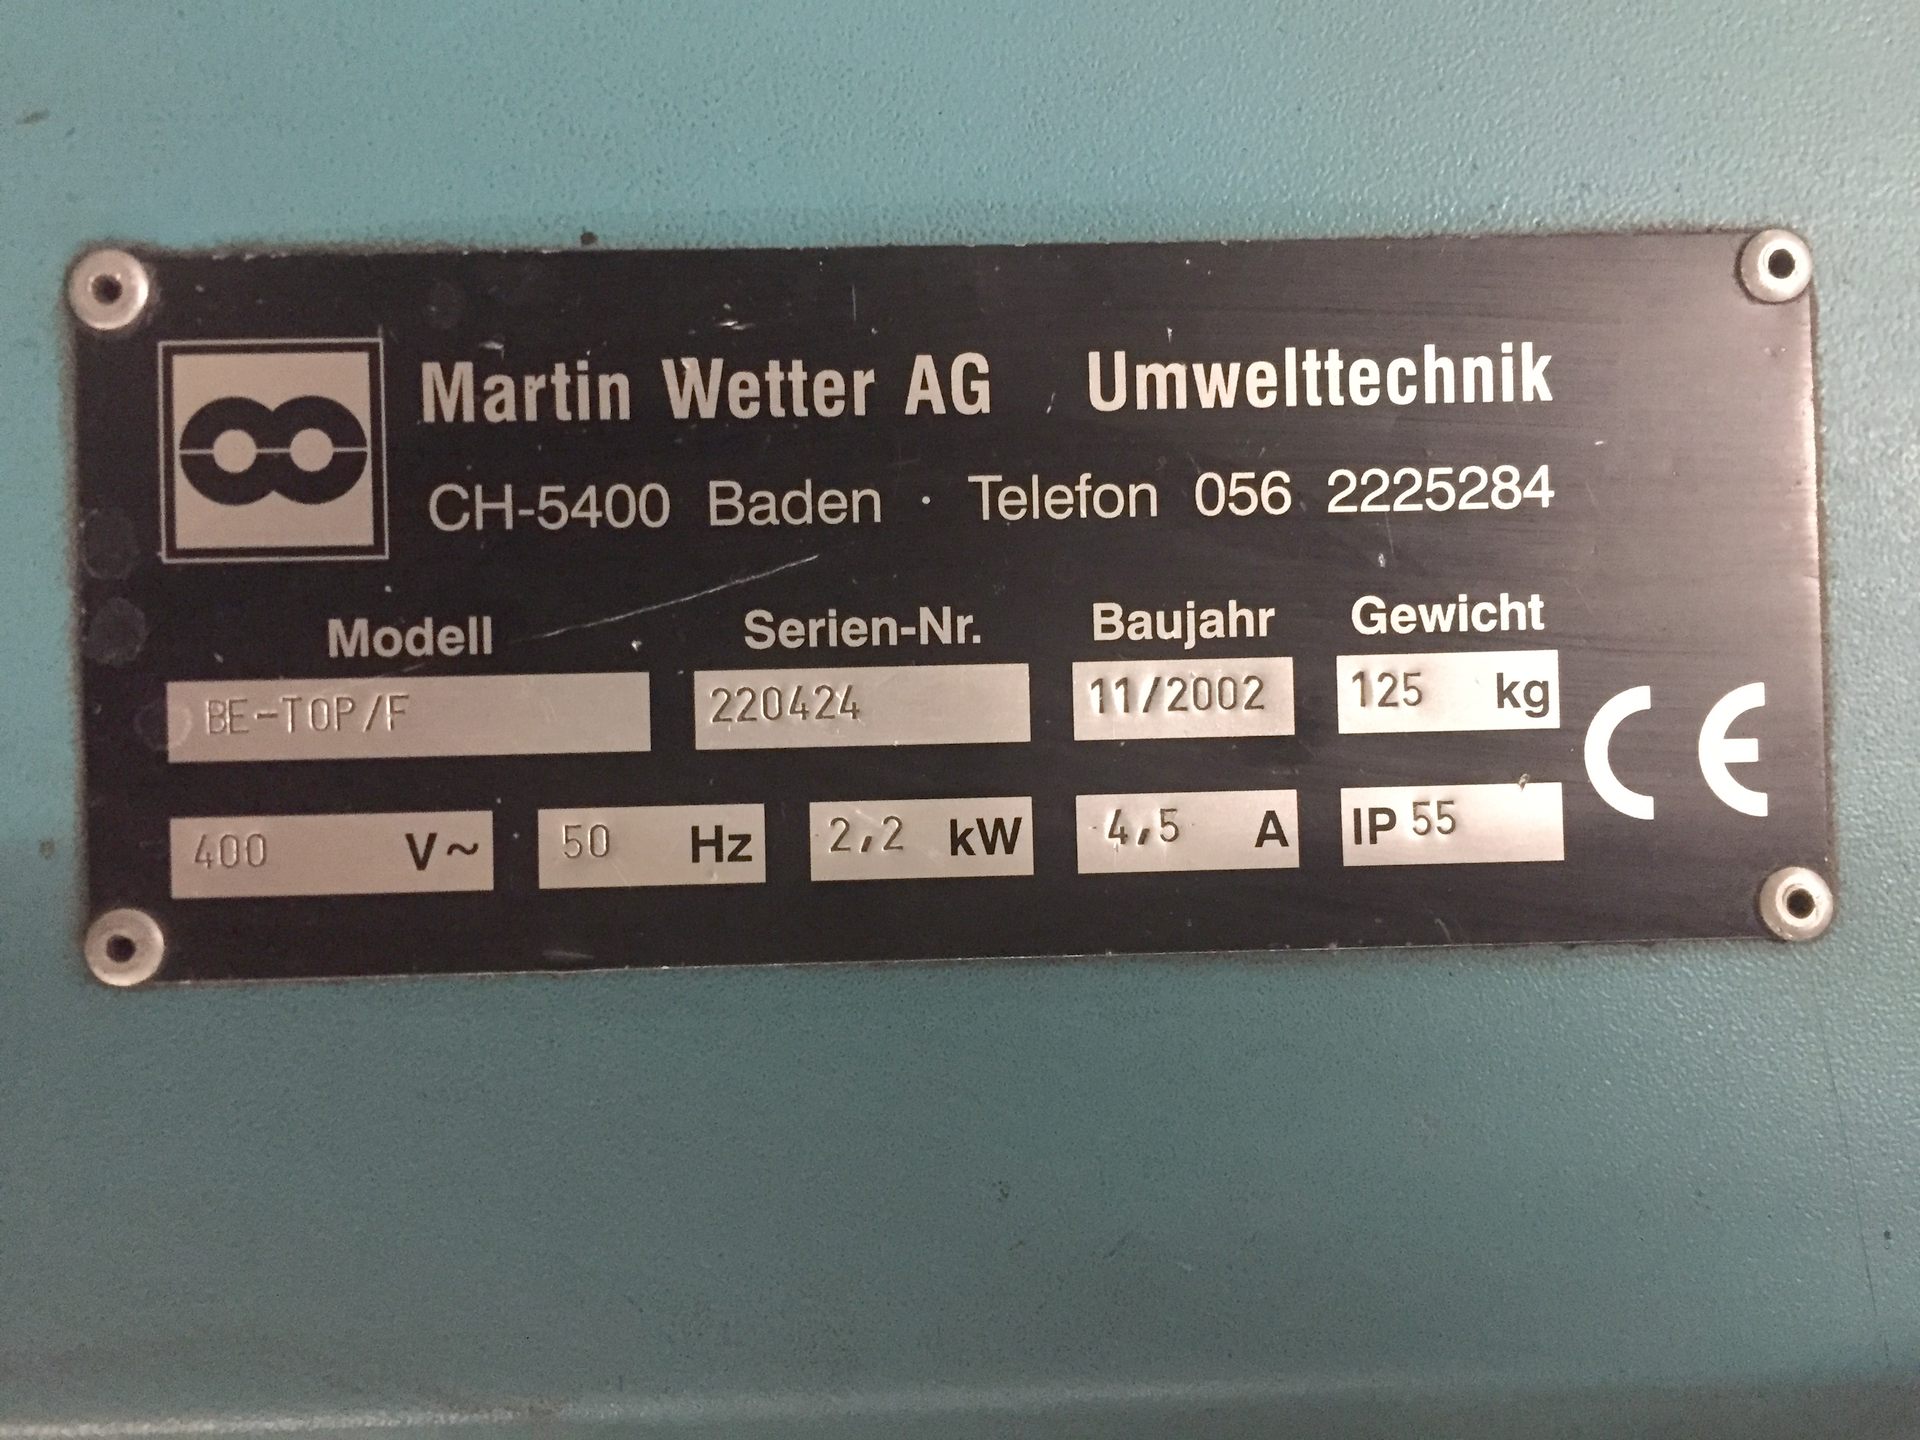 Martin Wetter AG Umwelttechnik
CH-5400 Baden · Telefon 056 2225284
Modell Serien-Nr. Baujahr Gewicht
BE-TOP/F 220424 11/2002 125 kg
400 V~ 50 Hz 2,2 kW 4,5 A IP 55
CE